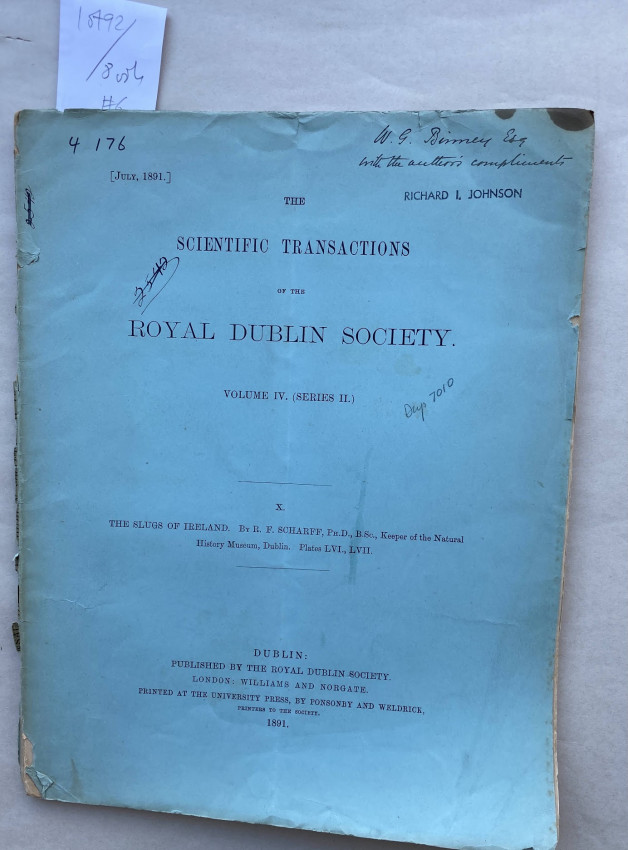 18492/
8vols
#6
4 176
W. G. Binney Esq
with the author's compliments
[JULY, 1891.]
RICHARD I. JOHNSON
THE
SCIENTIFIC TRANSACTIONS
OF THE
ROYAL DUBLIN SOCIETY.
VOLUME IV. (SERIES II.)
Dup 7010
X.
THE SLUGS OF IRELAND. By R. F. SCHARFF, PH.D., B.Sc., Keeper of the Natural
History Museum, Dublin. Plates LVI., LVII.
DUBLIN:
PUBLISHED BY THE ROYAL DUBLIN SOCIETY.
LONDON: WILLIAMS AND NORGATE.
PRINTED AT THE UNIVERSITY PRESS, BY PONSONBY AND WELDRICK,
PRINTERS TO THE SOCIETY.
1891.